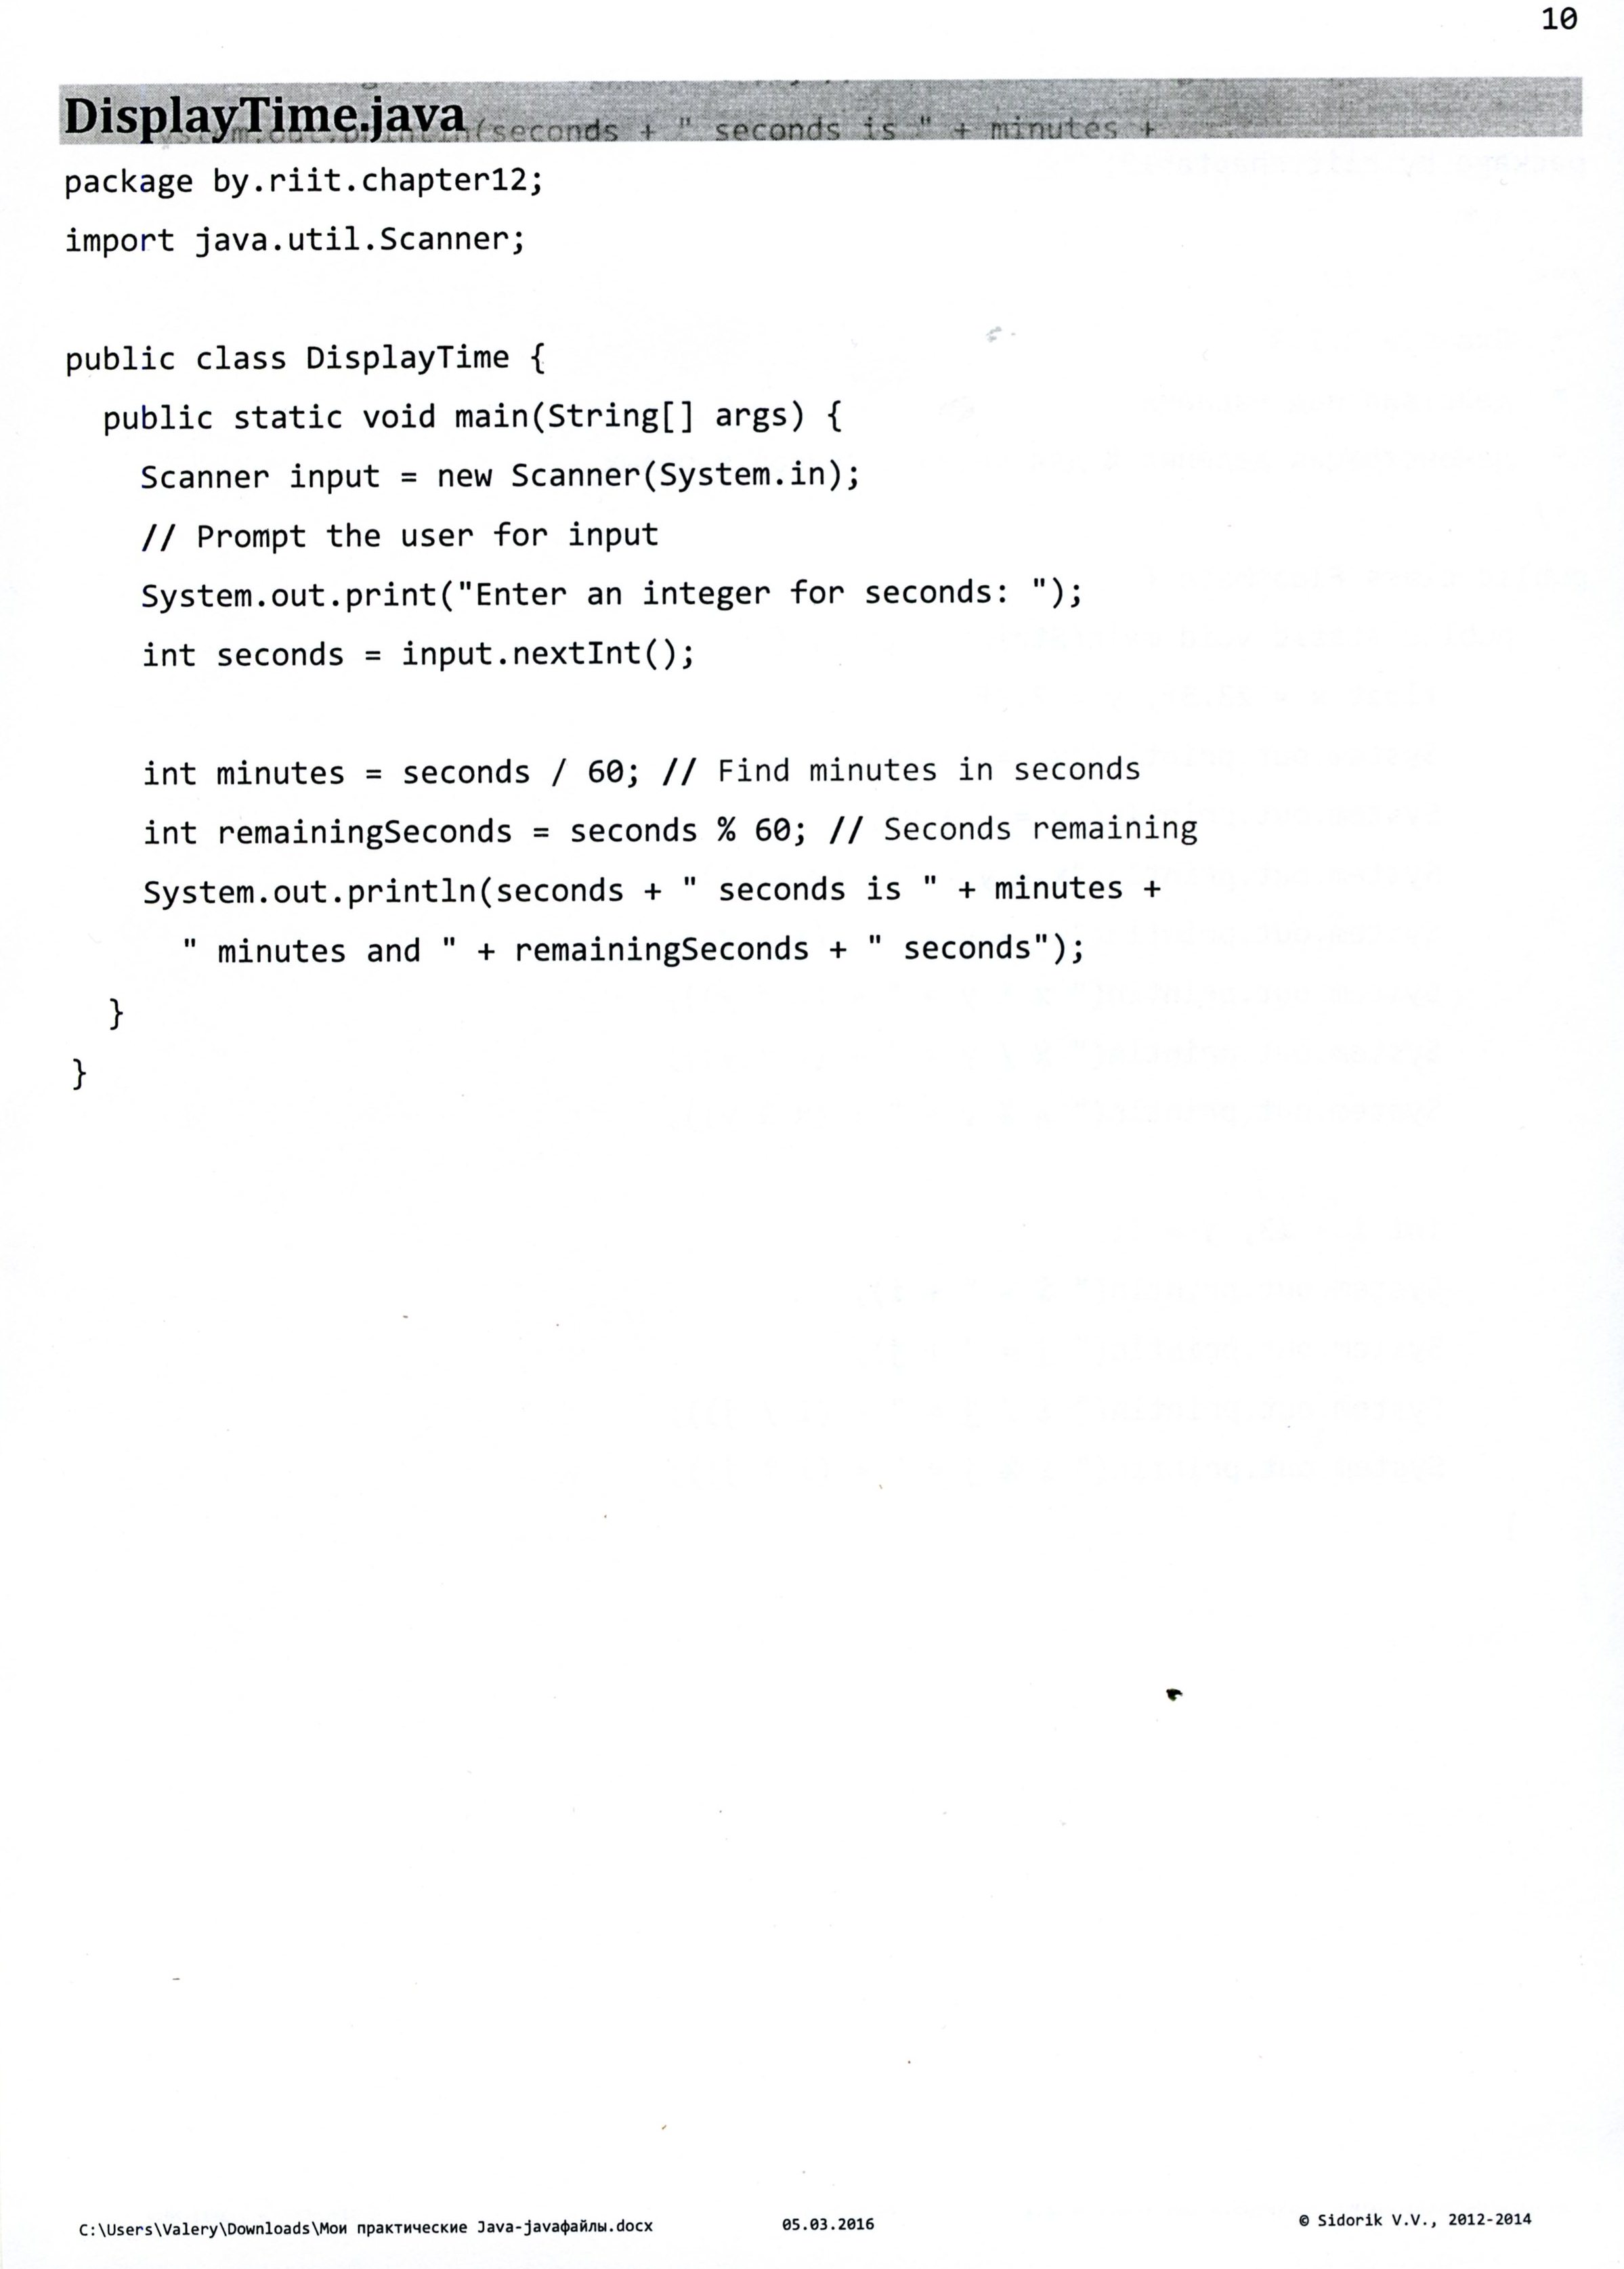 10
DisplayTime.java
package by.riit.chapter12;
import java.util.Scanner;
public class DisplayTime {
public static void main(String[] args) {
Scanner input = new Scanner(System.in);
// Prompt the user for input
System.out.print("Enter an integer for seconds: ");
int seconds = input.nextInt();
int minutes = seconds / 60; // Find minutes in seconds
int remainingSeconds = seconds % 60; // Seconds remaining
System.out.println(seconds + " seconds is " + minutes +
" minutes and " + remainingSeconds + " seconds");
}
}
C:\Users\Valery\Downloads\Мои практические Java-javaфайлы.docx 05.03.2016 © Sidorik V.V., 2012-2014